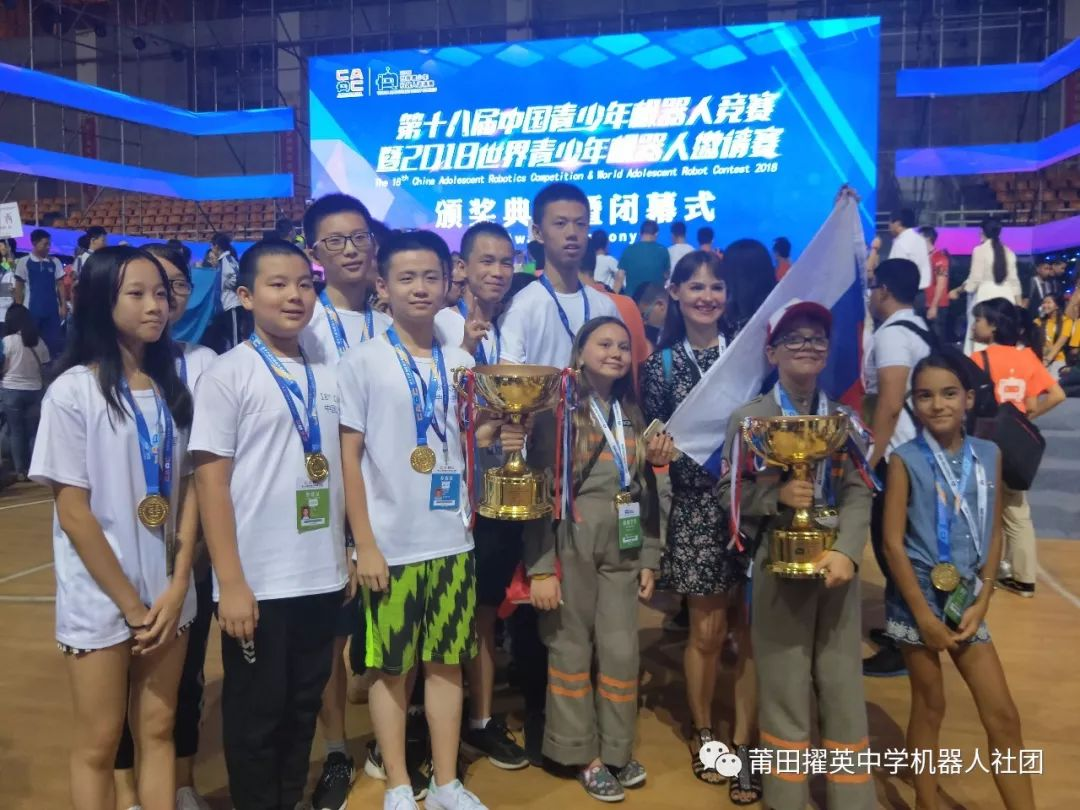 CA
第十八届中国青少年机器人竞赛
暨2018世界青少年机器人邀请赛
The 18th China Adolescent Robotics Competition & World Adolescent Robot Contest 2018
颁奖典 暨闭幕式
ony
莆田擢英中学机器人社团